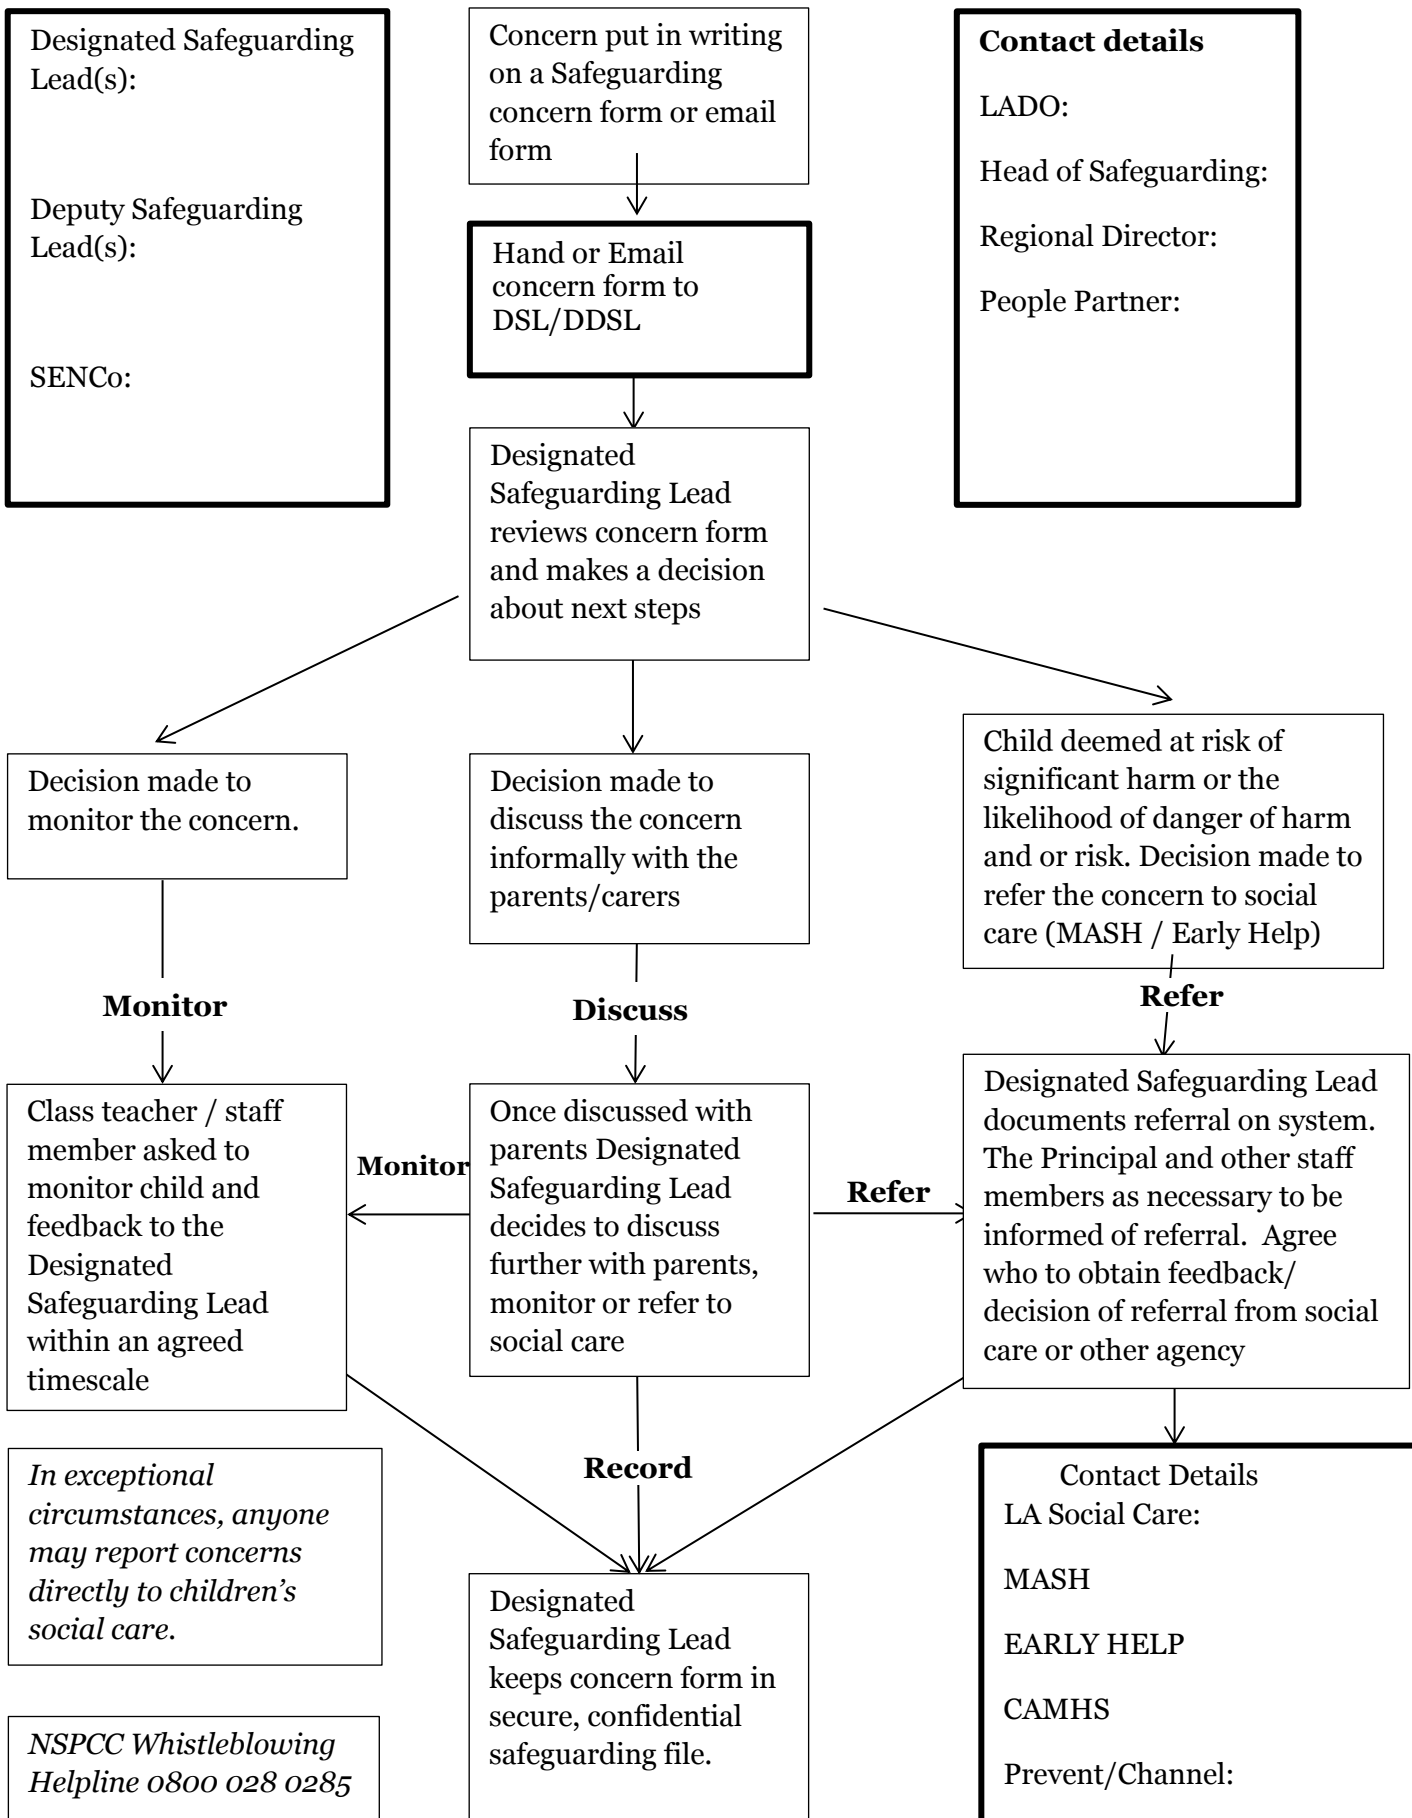 Designated Safeguarding
Lead(s):
Deputy Safeguarding
Lead(s):
SENCo:
Concern put in writing
on a Safeguarding
concern form or email
form
Contact details
LADO:
Head of Safeguarding:
Regional Director:
People Partner:
Hand or Email
concern form to
DSL/DDSL
Designated
Safeguarding Lead
reviews concern form
and makes a decision
about next steps
Decision made to
monitor the concern.
Decision made to
discuss the concern
informally with the
parents/carers
Child deemed at risk of
significant harm or the
likelihood of danger of harm
and or risk. Decision made to
refer the concern to social
care (MASH / Early Help)
Monitor
Discuss
Refer
Class teacher / staff
member asked to
monitor child and
feedback to the
Designated
Safeguarding Lead
within an agreed
timescale
Monitor
Once discussed with
parents Designated
Safeguarding Lead
decides to discuss
further with parents,
monitor or refer to
social care
Refer
Designated Safeguarding Lead
documents referral on system.
The Principal and other staff
members as necessary to be
informed of referral.  Agree
who to obtain feedback/
decision of referral from social
care or other agency
Record
In exceptional
circumstances, anyone
may report concerns
directly to children’s
social care.
NSPCC Whistleblowing
Helpline 0800 028 0285
Designated
Safeguarding Lead
keeps concern form in
secure, confidential
safeguarding file.
Contact Details
LA Social Care:
MASH
EARLY HELP
CAMHS
Prevent/Channel: